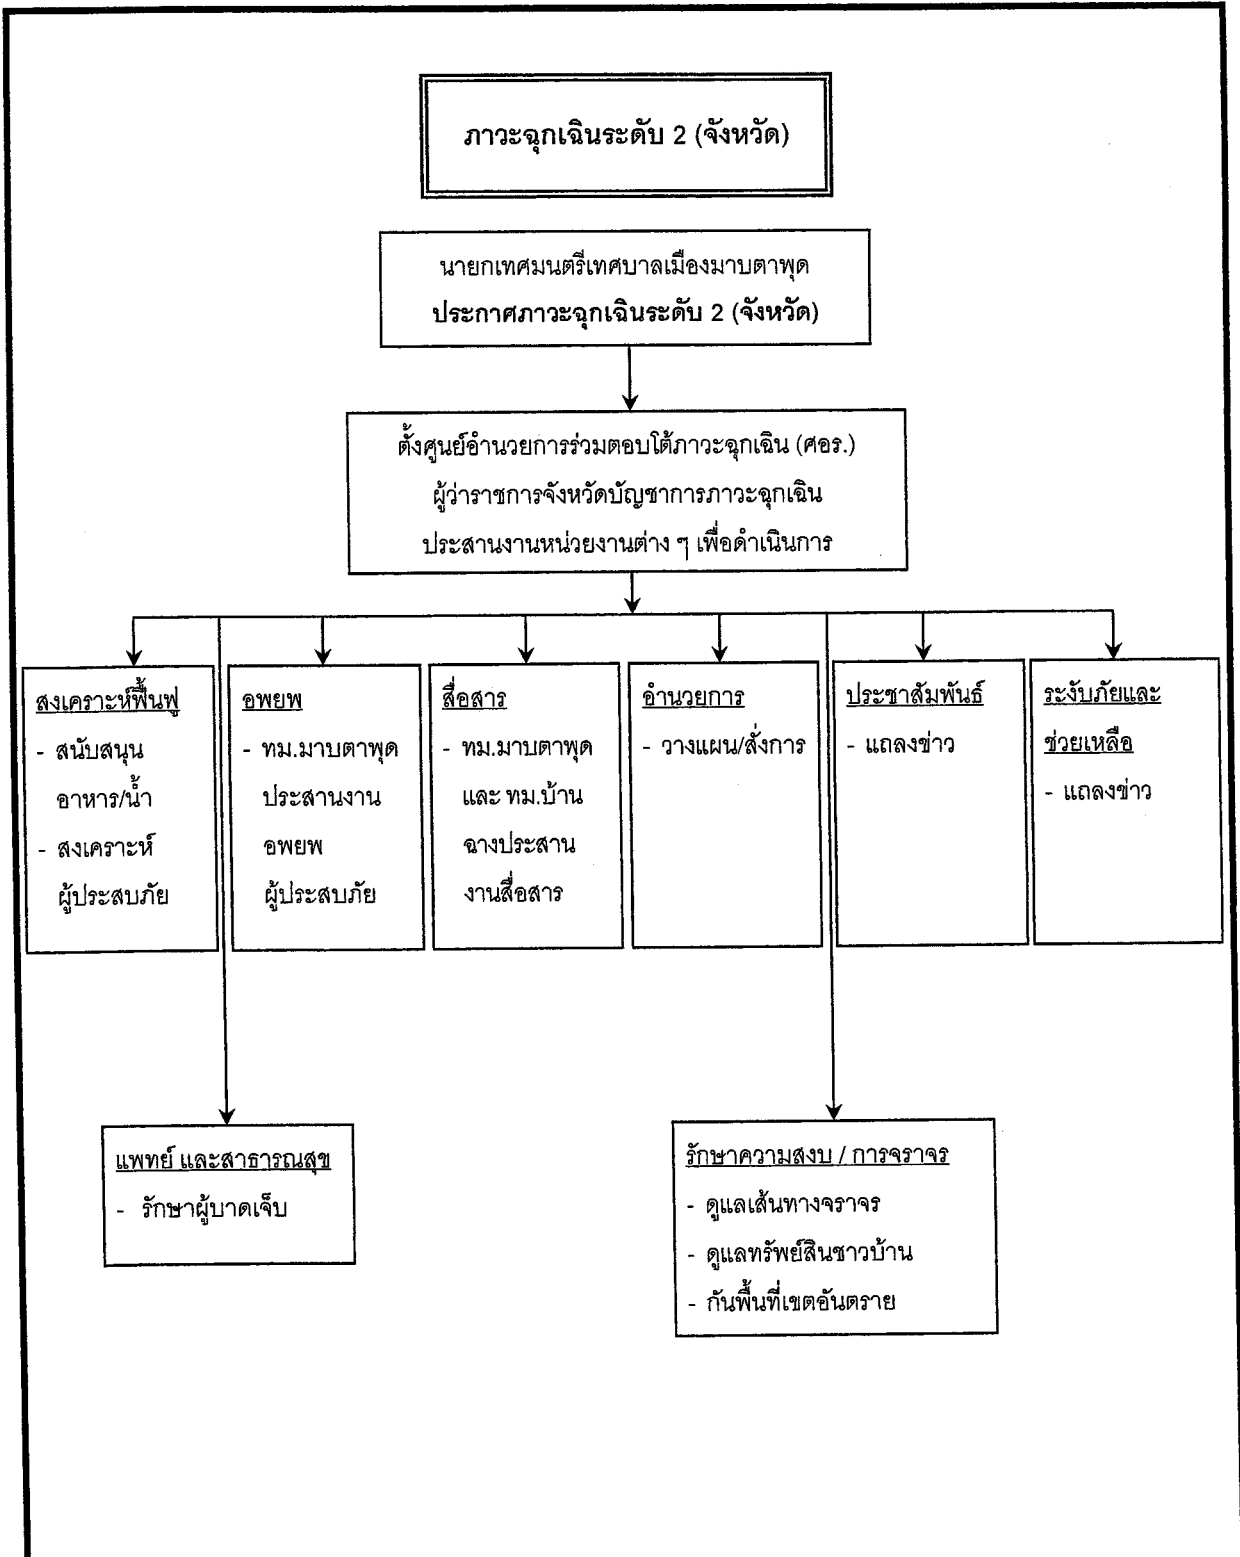 ภาวะฉุกเฉินระดับ 2 (จังหวัด)
นายกเทศมนตรีเทศบาลเมืองมาบตาพุด
ประกาศภาวะฉุกเฉินระดับ 2 (จังหวัด)
ตั้งศูนย์อำนวยการร่วมตอบโต้ภาวะฉุกเฉิน (ศอร.)
ผู้ว่าราชการจังหวัดบัญชาการภาวะฉุกเฉิน
ประสานงานหน่วยงานต่าง ๆ เพื่อดำเนินการ
สงเคราะห์ฟื้นฟู
- สนับสนุน
อาหาร/น้ำ
- สงเคราะห์
ผู้ประสบภัย
อพยพ
- ทม.มาบตาพุด
ประสานงาน
อพยพ
ผู้ประสบภัย
สื่อสาร
- ทม.มาบตาพุด
และ ทม.บ้าน
ฉางประสาน
งานสื่อสาร
อำนวยการ
- วางแผน/สั่งการ
ประชาสัมพันธ์
- แถลงข่าว
ระงับภัยและ
ช่วยเหลือ
- แถลงข่าว
แพทย์ และสาธารณสุข
- รักษาผู้บาดเจ็บ
รักษาความสงบ / การจราจร
- ดูแลเส้นทางจราจร
- ดูแลทรัพย์สินชาวบ้าน
- กันพื้นที่เขตอันตราย